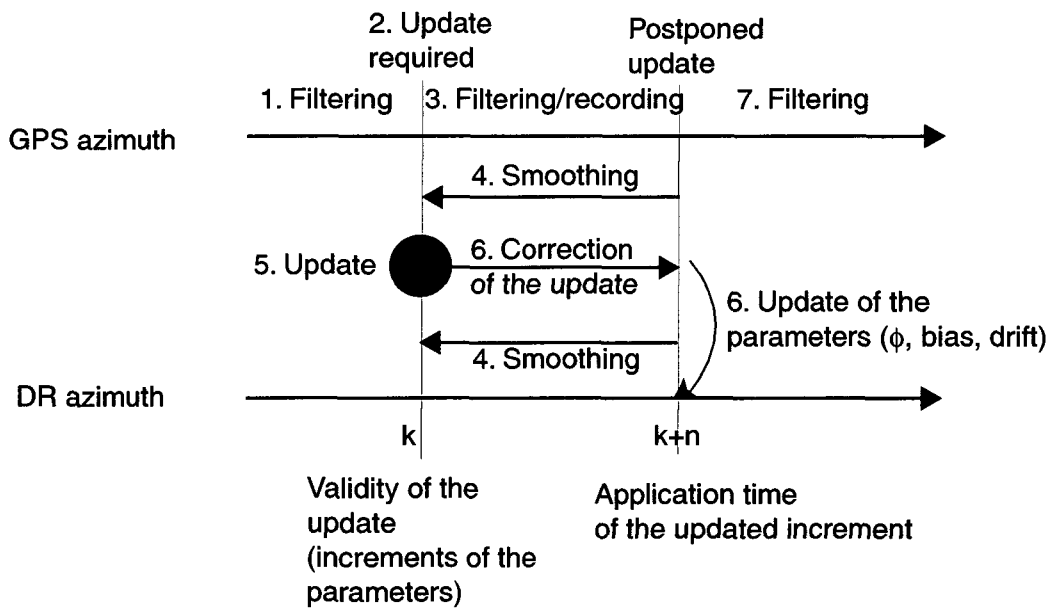 2. Update
required
Postponed
update
1. Filtering
3. Filtering/recording
7. Filtering
GPS azimuth
4. Smoothing
5. Update
6. Correction
of the update
6. Update of the
parameters (ϕ, bias, drift)
4. Smoothing
DR azimuth
k
k+n
Validity of the
update
(increments of the
parameters)
Application time
of the updated increment